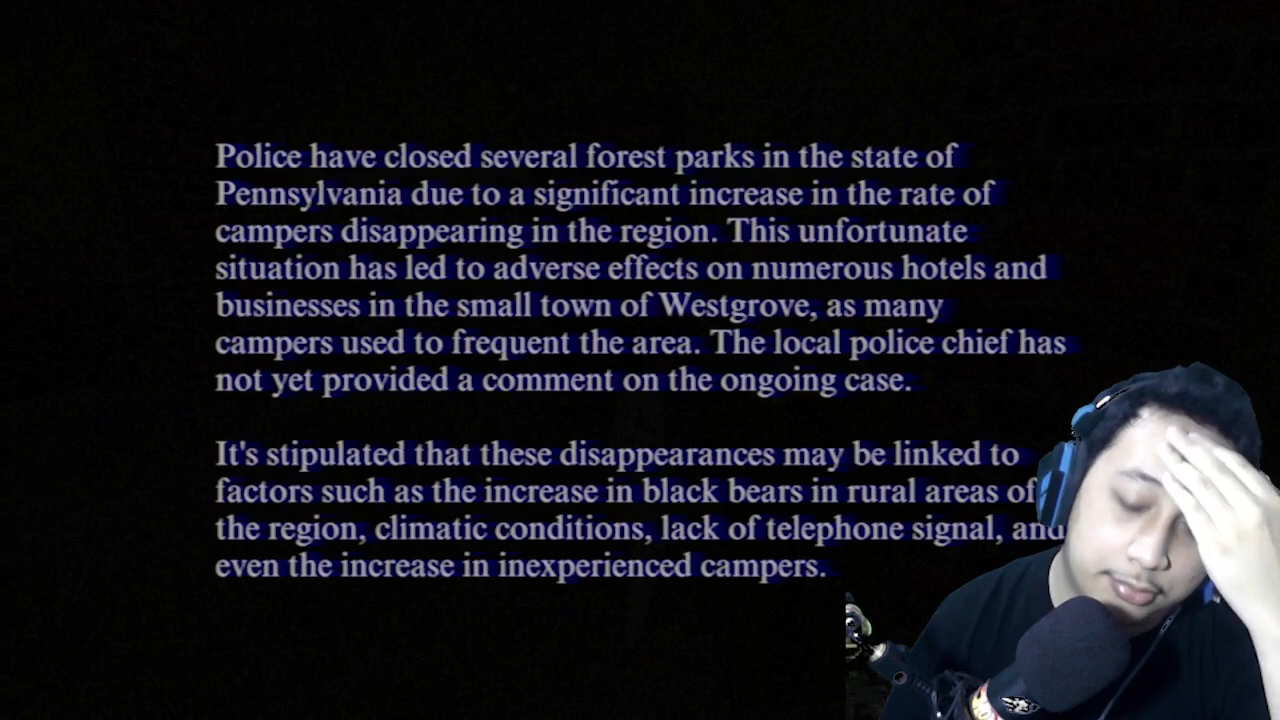 Police have closed several forest parks in the state of
Pennsylvania due to a significant increase in the rate of
campers disappearing in the region. This unfortunate
situation has led to adverse effects on numerous hotels and
businesses in the small town of Westgrove, as many
campers used to frequent the area. The local police chief has
not yet provided a comment on the ongoing case.
It's stipulated that these disappearances may be linked to
factors such as the increase in black bears in rural areas of
the region, climatic conditions, lack of telephone signal, and
even the increase in inexperienced campers.